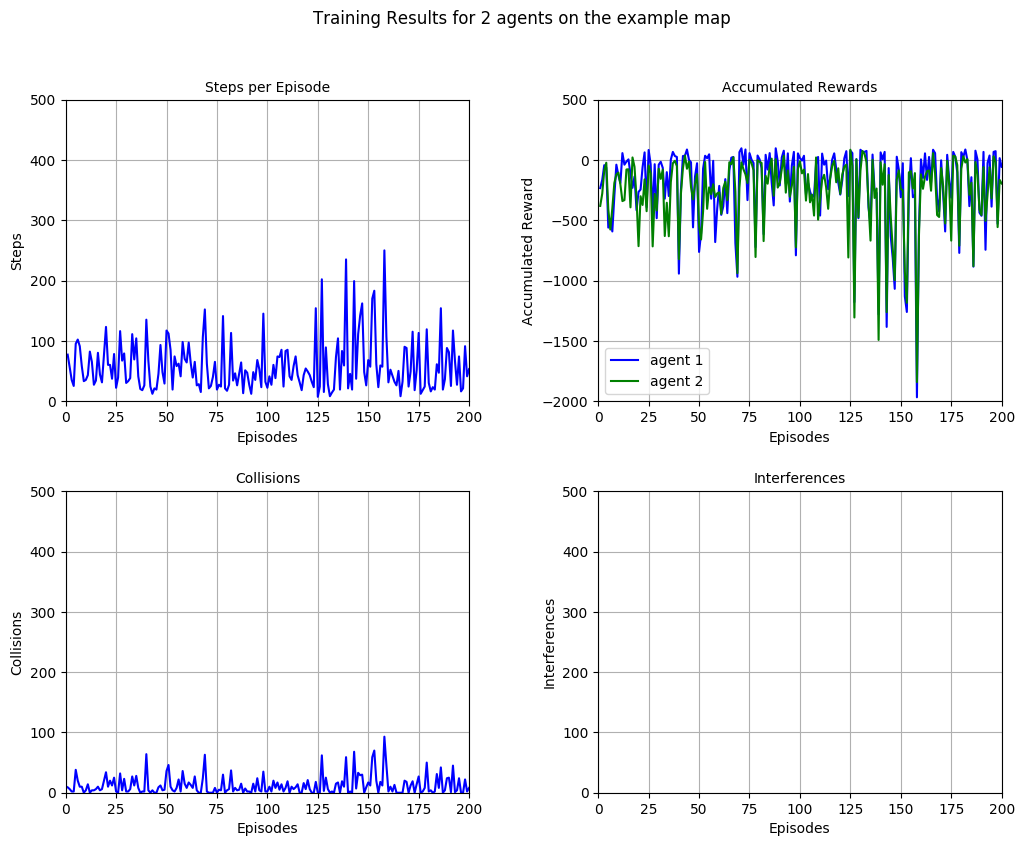 Training Results for 2 agents on the example map
Steps per Episode
500
400
300
200
100
0
Steps
0 25 50 75 100 125 150 175 200
Episodes
Accumulated Rewards
500
0
−500
−1000
−1500
−2000
Accumulated Reward
agent 1
agent 2
0 25 50 75 100 125 150 175 200
Episodes
Collisions
500
400
300
200
100
0
Collisions
0 25 50 75 100 125 150 175 200
Episodes
Interferences
500
400
300
200
100
0
Interferences
0 25 50 75 100 125 150 175 200
Episodes